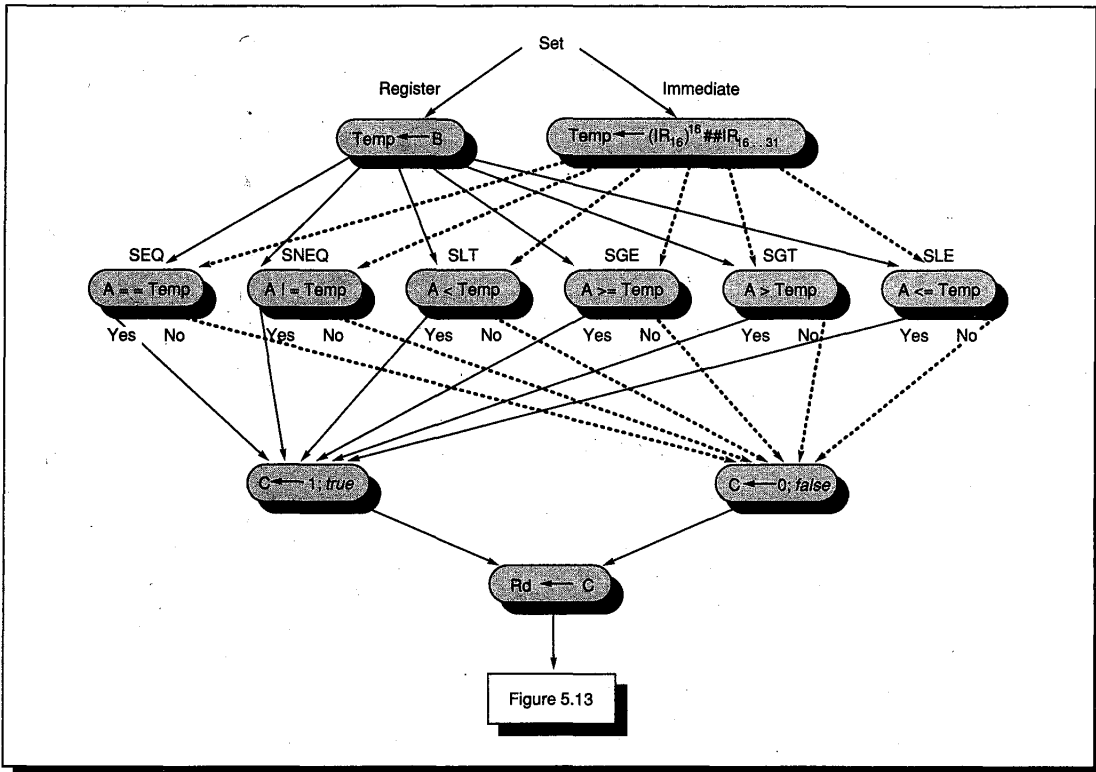 Set
Register Immediate
Temp ← B Temp ← (IR₁₆)¹⁶##IR₁₆..₃₁
SEQ SNEQ SLT SGE SGT SLE
A = = Temp A ! = Temp A < Temp A >= Temp A > Temp A <= Temp
Yes No Yes No Yes No Yes No Yes No Yes No
C ← 1; true C ← 0; false
Rd ← C
Figure 5.13